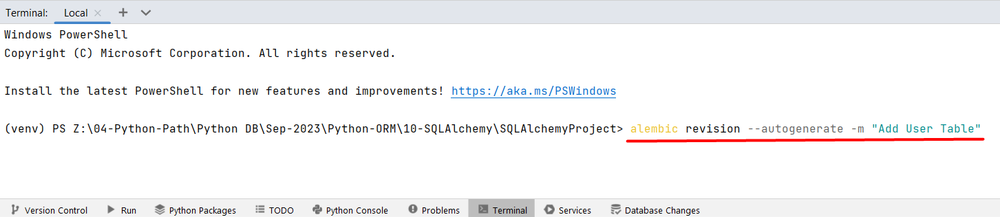 Terminal: Local
Windows PowerShell
Copyright (C) Microsoft Corporation. All rights reserved.
Install the latest PowerShell for new features and improvements! https://aka.ms/PSWindows
(venv) PS Z:\04-Python-Path\Python DB\Sep-2023\Python-ORM\10-SQLAlchemy\SQLAlchemyProject> alembic revision --autogenerate -m "Add User Table"
Version Control Run Python Packages TODO Python Console Problems Terminal Services Database Changes